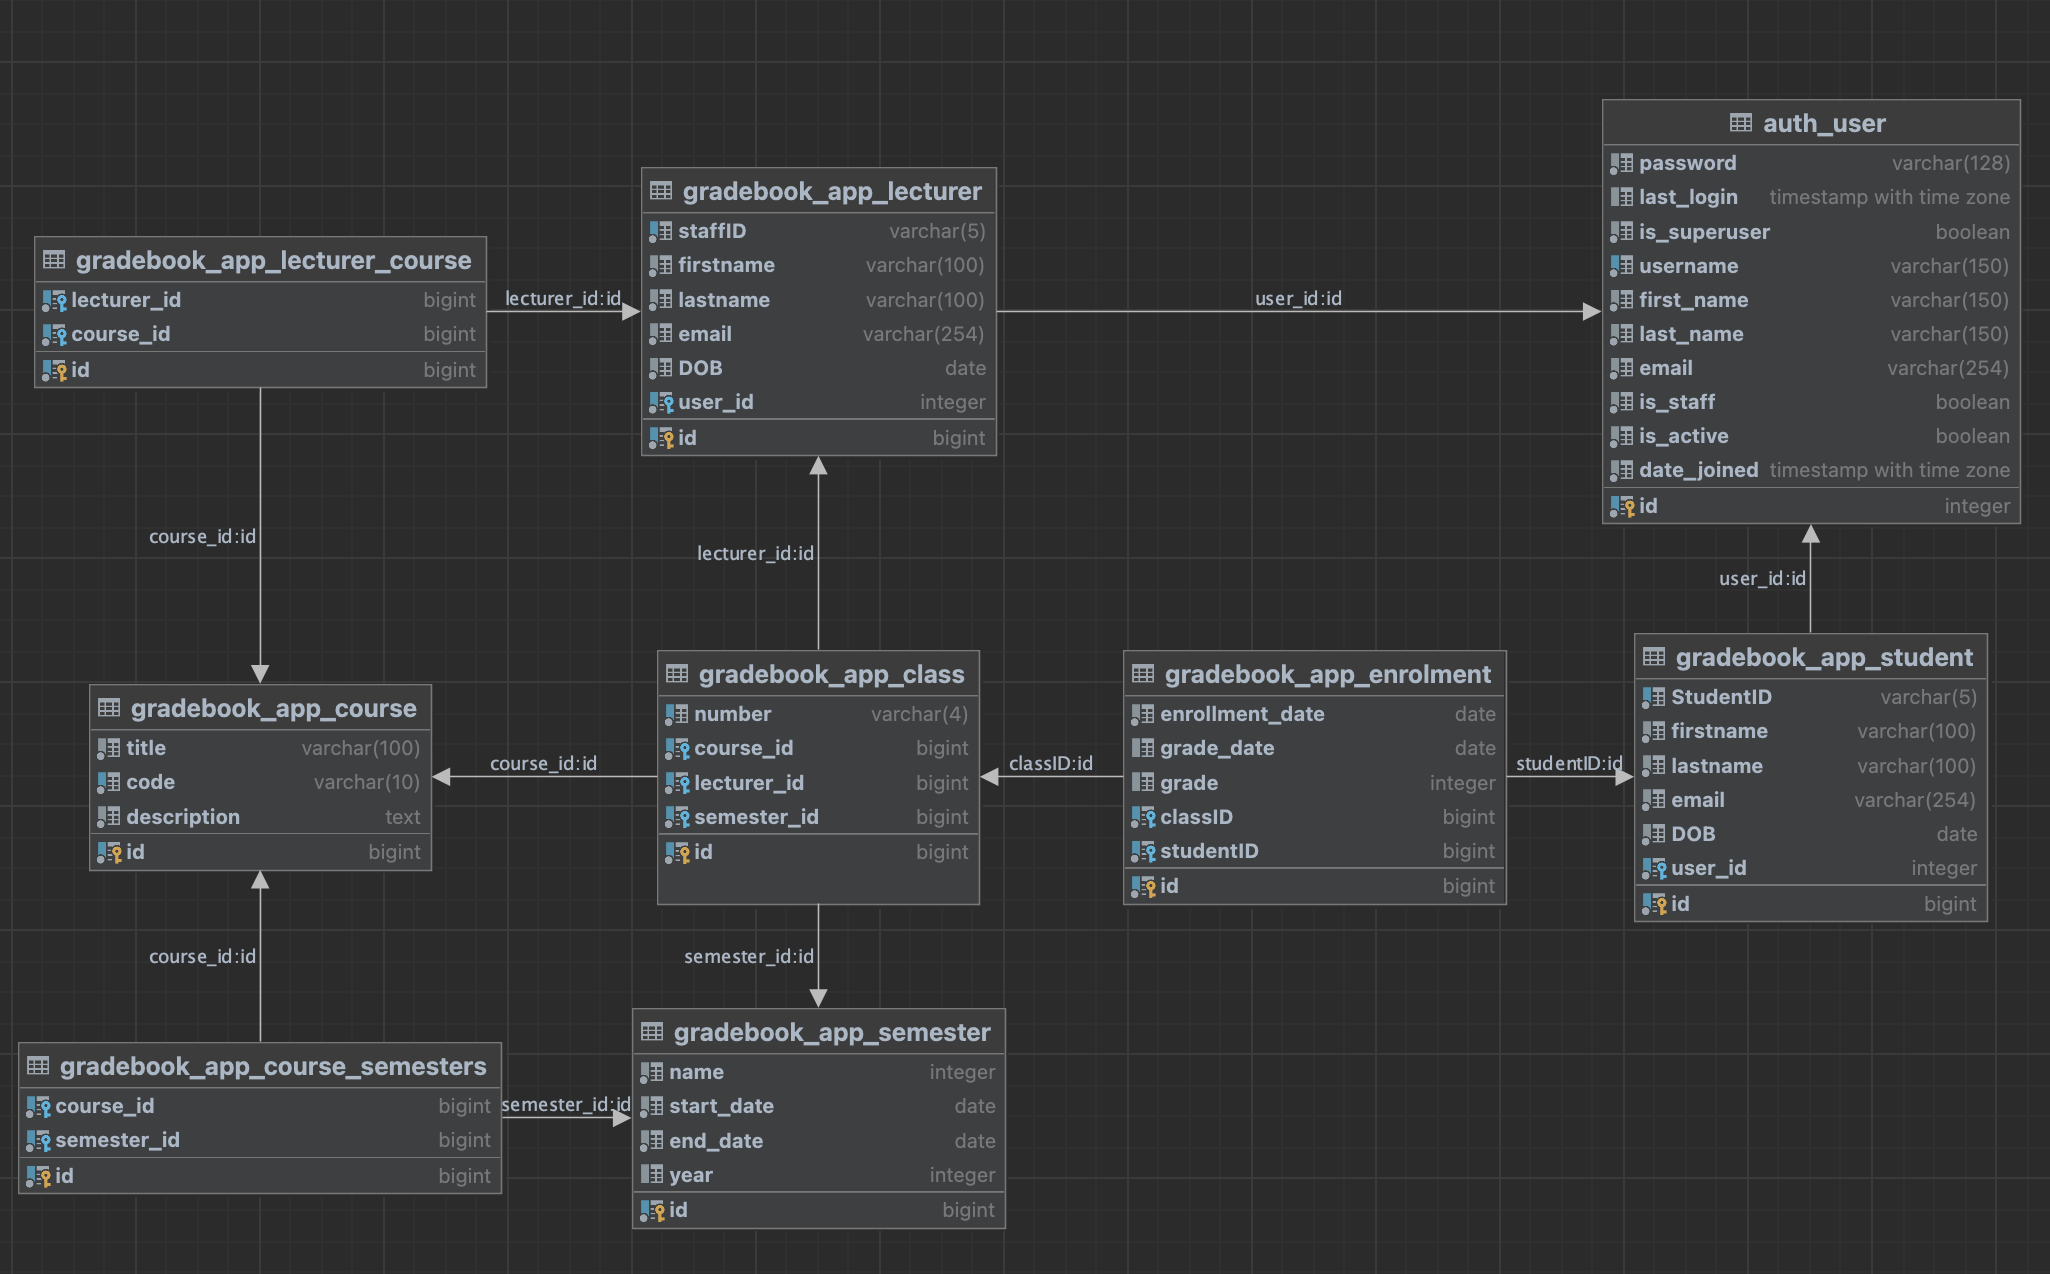 auth_user
password varchar(128)
last_login timestamp with time zone
is_superuser boolean
username varchar(150)
first_name varchar(150)
last_name varchar(150)
email varchar(254)
is_staff boolean
is_active boolean
date_joined timestamp with time zone
id integer
gradebook_app_lecturer
staffID varchar(5)
firstname varchar(100)
lastname varchar(100)
email varchar(254)
DOB date
user_id integer
id bigint
gradebook_app_lecturer_course
lecturer_id bigint
course_id bigint
id bigint
lecturer_id:id
user_id:id
course_id:id
lecturer_id:id
user_id:id
gradebook_app_course
title varchar(100)
code varchar(10)
description text
id bigint
course_id:id
gradebook_app_class
number varchar(4)
course_id bigint
lecturer_id bigint
semester_id bigint
id bigint
classID:id
gradebook_app_enrolment
enrollment_date date
grade_date date
grade integer
classID bigint
studentID bigint
id bigint
studentID:id
gradebook_app_student
StudentID varchar(5)
firstname varchar(100)
lastname varchar(100)
email varchar(254)
DOB date
user_id integer
id bigint
course_id:id
semester_id:id
gradebook_app_course_semesters
course_id bigint
semester_id bigint
id bigint
semester_id:id
gradebook_app_semester
name integer
start_date date
end_date date
year integer
id bigint